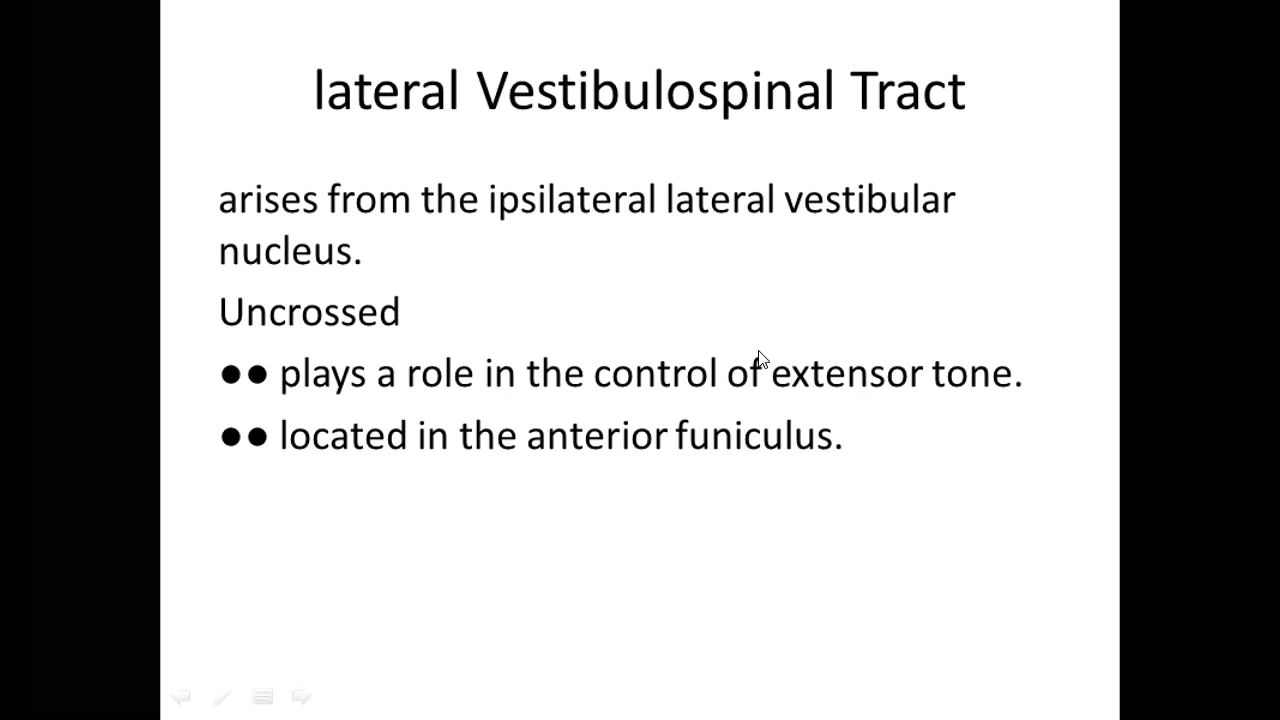 lateral Vestibulospinal Tract
arises from the ipsilateral lateral vestibular
nucleus.
Uncrossed
●● plays a role in the control of extensor tone.
●● located in the anterior funiculus.